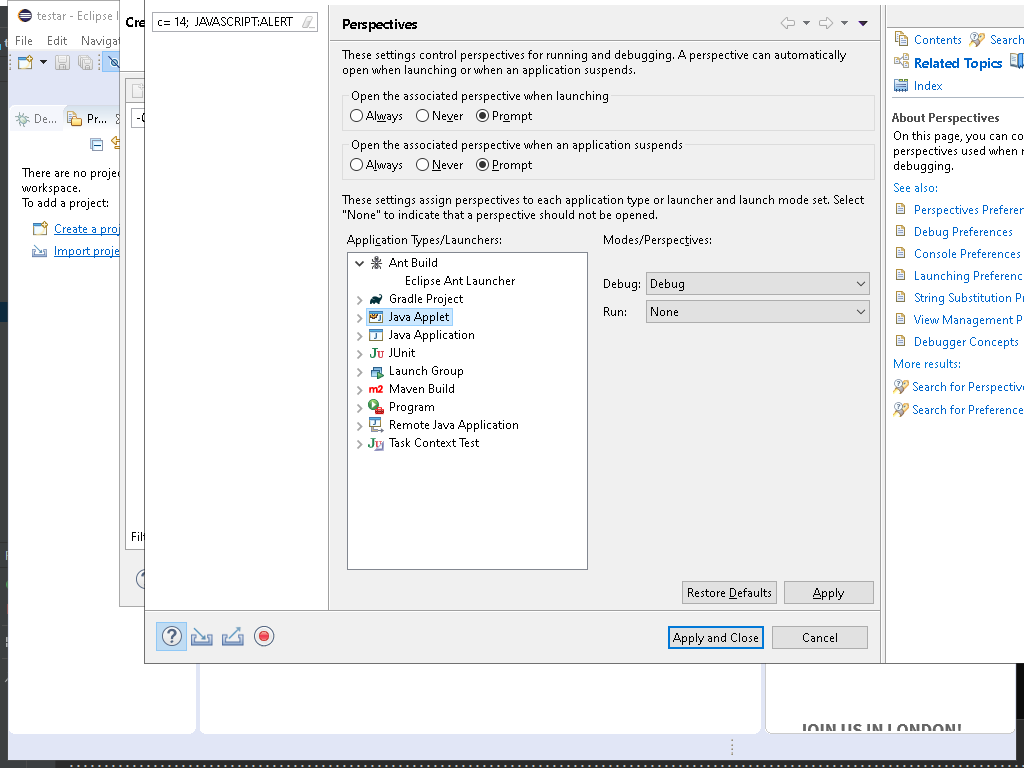 testar - Eclipse I
File Edit Navigat
De...
Pr...
There are no proje
workspace.
To add a project:
Create a proj
Import proje
Cre
Filt
c= 14; JAVASCRIPT:ALERT
Perspectives
These settings control perspectives for running and debugging. A perspective can automatically
open when launching or when an application suspends.
Open the associated perspective when launching
Always Never Prompt
Open the associated perspective when an application suspends
Always Never Prompt
These settings assign perspectives to each application type or launcher and launch mode set. Select
"None" to indicate that a perspective should not be opened.
Application Types/Launchers:
Ant Build
Eclipse Ant Launcher
Gradle Project
Java Applet
Java Application
JUnit
Launch Group
Maven Build
Program
Remote Java Application
Task Context Test
Modes/Perspectives:
Debug: Debug
Run: None
Restore Defaults Apply
Apply and Close Cancel
Contents Search
Related Topics
Index
About Perspectives
On this page, you can co
perspectives used when r
debugging.
See also:
Perspectives Preferen
Debug Preferences
Console Preferences
Launching Preferenc
String Substitution Pr
View Management P
Debugger Concepts
More results:
Search for Perspective
Search for Preference
JOIN US IN LONDON!